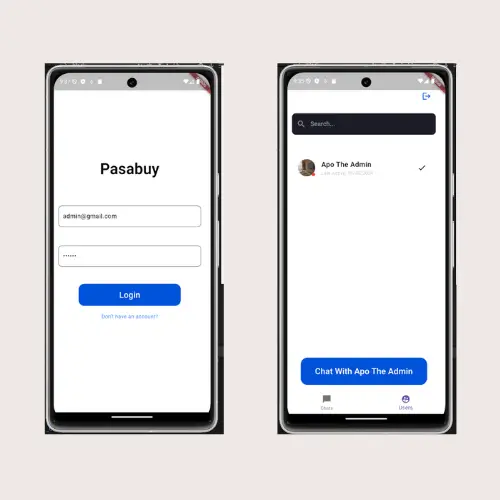 Pasabuy
admin@gmail.com
••••••
Login
Don't have an account?
Search...
Apo The Admin
Chat With Apo The Admin
Chats
Users